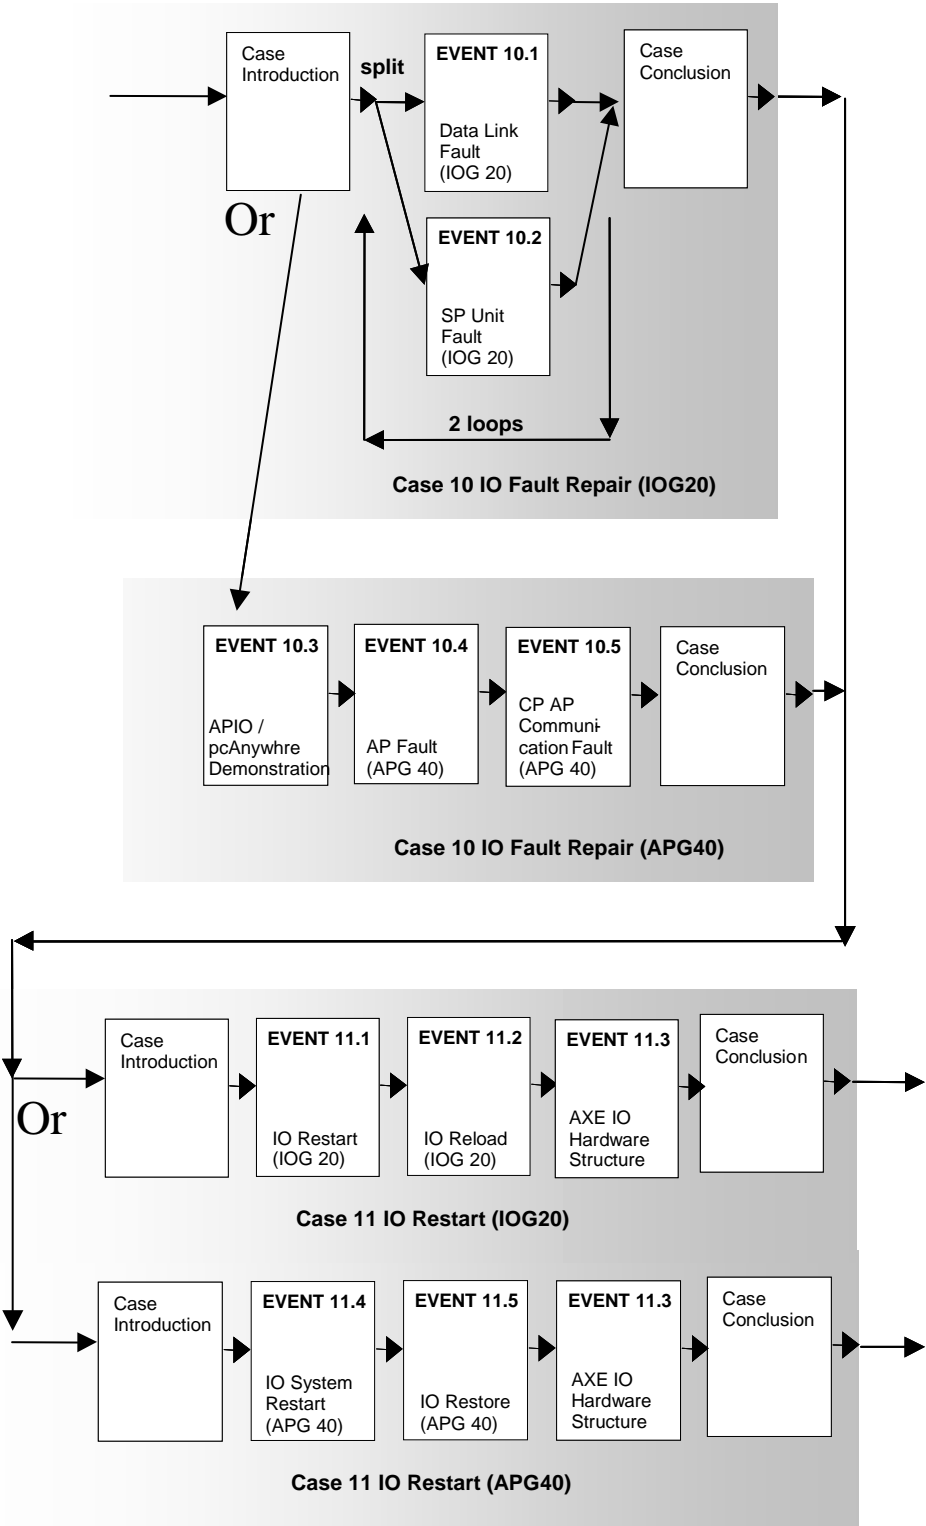 Case
Introduction
split
EVENT 10.1
Data Link
Fault
(IOG 20)
Case
Conclusion
Or
EVENT 10.2
SP Unit
Fault
(IOG 20)
2 loops
Case 10 IO Fault Repair (IOG20)
EVENT 10.3
APIO /
pcAnywhre
Demonstration
EVENT 10.4
AP Fault
(APG 40)
EVENT 10.5
CP AP
Communi-
cation Fault
(APG 40)
Case
Conclusion
Case 10 IO Fault Repair (APG40)
Or
Case
Introduction
EVENT 11.1
IO Restart
(IOG 20)
EVENT 11.2
IO Reload
(IOG 20)
EVENT 11.3
AXE IO
Hardware
Structure
Case
Conclusion
Case 11 IO Restart (IOG20)
Case
Introduction
EVENT 11.4
IO System
Restart
(APG 40)
EVENT 11.5
IO Restore
(APG 40)
EVENT 11.3
AXE IO
Hardware
Structure
Case
Conclusion
Case 11 IO Restart (APG40)